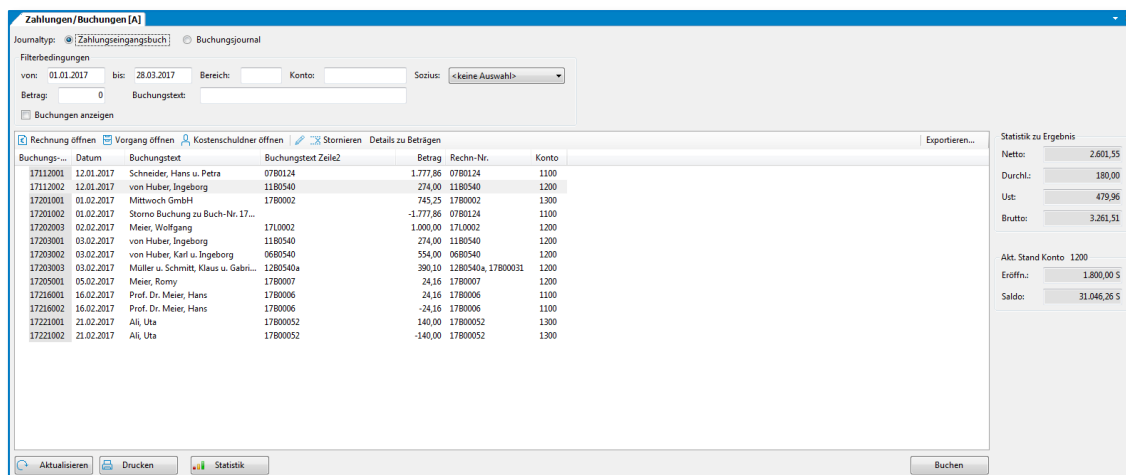 Zahlungen/Buchungen [A]
Journaltyp: Zahlungseingangsbuch Buchungsjournal
Filterbedingungen
von: 01.01.2017 bis: 28.03.2017 Bereich: Konto: Sozius: <keine Auswahl>
Betrag: 0 Buchungstext:
Buchungen anzeigen
Rechnung öffnen Vorgang öffnen Kostenschuldner öffnen Stornieren Details zu Beträgen Exportieren...
Buchungs-... Datum Buchungstext Buchungstext Zeile2 Betrag Rechn-Nr. Konto
17112001 12.01.2017 Schneider, Hans u. Petra 07B0124 1.777,86 07B0124 1100
17112002 12.01.2017 von Huber, Ingeborg 11B0540 274,00 11B0540 1200
17201001 01.02.2017 Mittwoch GmbH 17B0002 745,25 17B0002 1300
17201002 01.02.2017 Storno Buchung zu Buch-Nr. 17... -1.777,86 07B0124 1100
17202003 02.02.2017 Meier, Wolfgang 17L0002 1.000,00 17L0002 1200
17203001 03.02.2017 von Huber, Ingeborg 11B0540 274,00 11B0540 1200
17203002 03.02.2017 von Huber, Karl u. Ingeborg 06B0540 554,00 06B0540 1200
17203003 03.02.2017 Müller u. Schmitt, Klaus u. Gabri... 12B0540a 390,10 12B0540a, 17B00031 1200
17205001 05.02.2017 Meier, Romy 17B0007 24,16 17B0007 1200
17216001 16.02.2017 Prof. Dr. Meier, Hans 17B0006 24,16 17B0006 1100
17216002 16.02.2017 Prof. Dr. Meier, Hans 17B0006 -24,16 17B0006 1100
17221001 21.02.2017 Ali, Uta 17B00052 140,00 17B00052 1300
17221002 21.02.2017 Ali, Uta 17B00052 -140,00 17B00052 1300
Statistik zu Ergebnis
Netto: 2.601,55
Durchl.: 180,00
Ust: 479,96
Brutto: 3.261,51
Akt. Stand Konto 1200
Eröffn.: 1.800,00 S
Saldo: 31.046,26 S
Aktualisieren Drucken Statistik Buchen